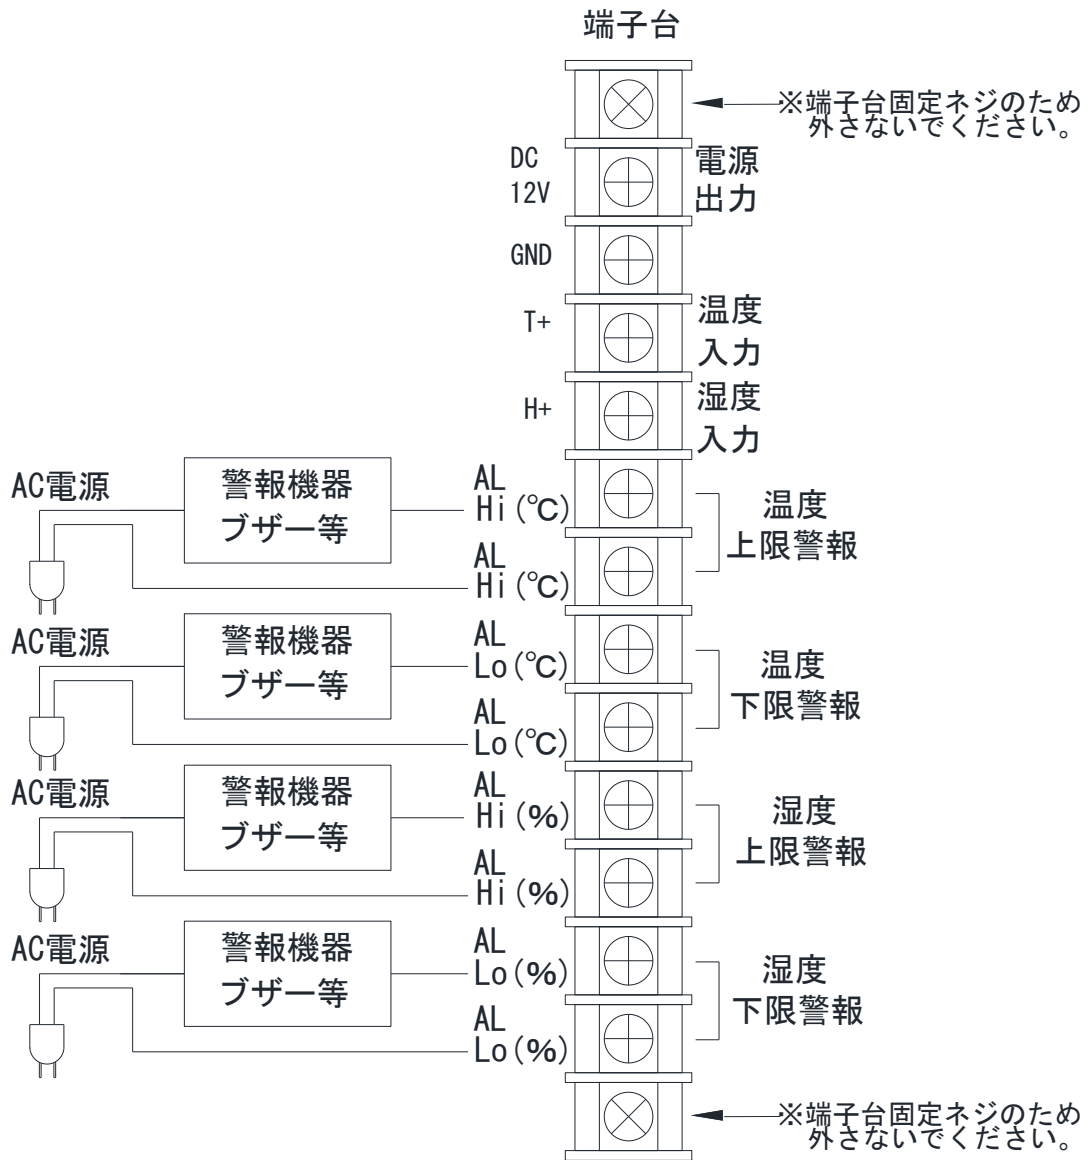 端子台
※端子台固定ネジのため
外さないでください。
DC
12V
電源
出力
GND
T+
温度
入力
H+
湿度
入力
AC電源
警報機器
ブザー等
AL
Hi(℃)
AL
Hi(℃)
温度
上限警報
AC電源
警報機器
ブザー等
AL
Lo(℃)
AL
Lo(℃)
温度
下限警報
AC電源
警報機器
ブザー等
AL
Hi(%)
AL
Hi(%)
湿度
上限警報
AC電源
警報機器
ブザー等
AL
Lo(%)
AL
Lo(%)
湿度
下限警報
※端子台固定ネジのため
外さないでください。